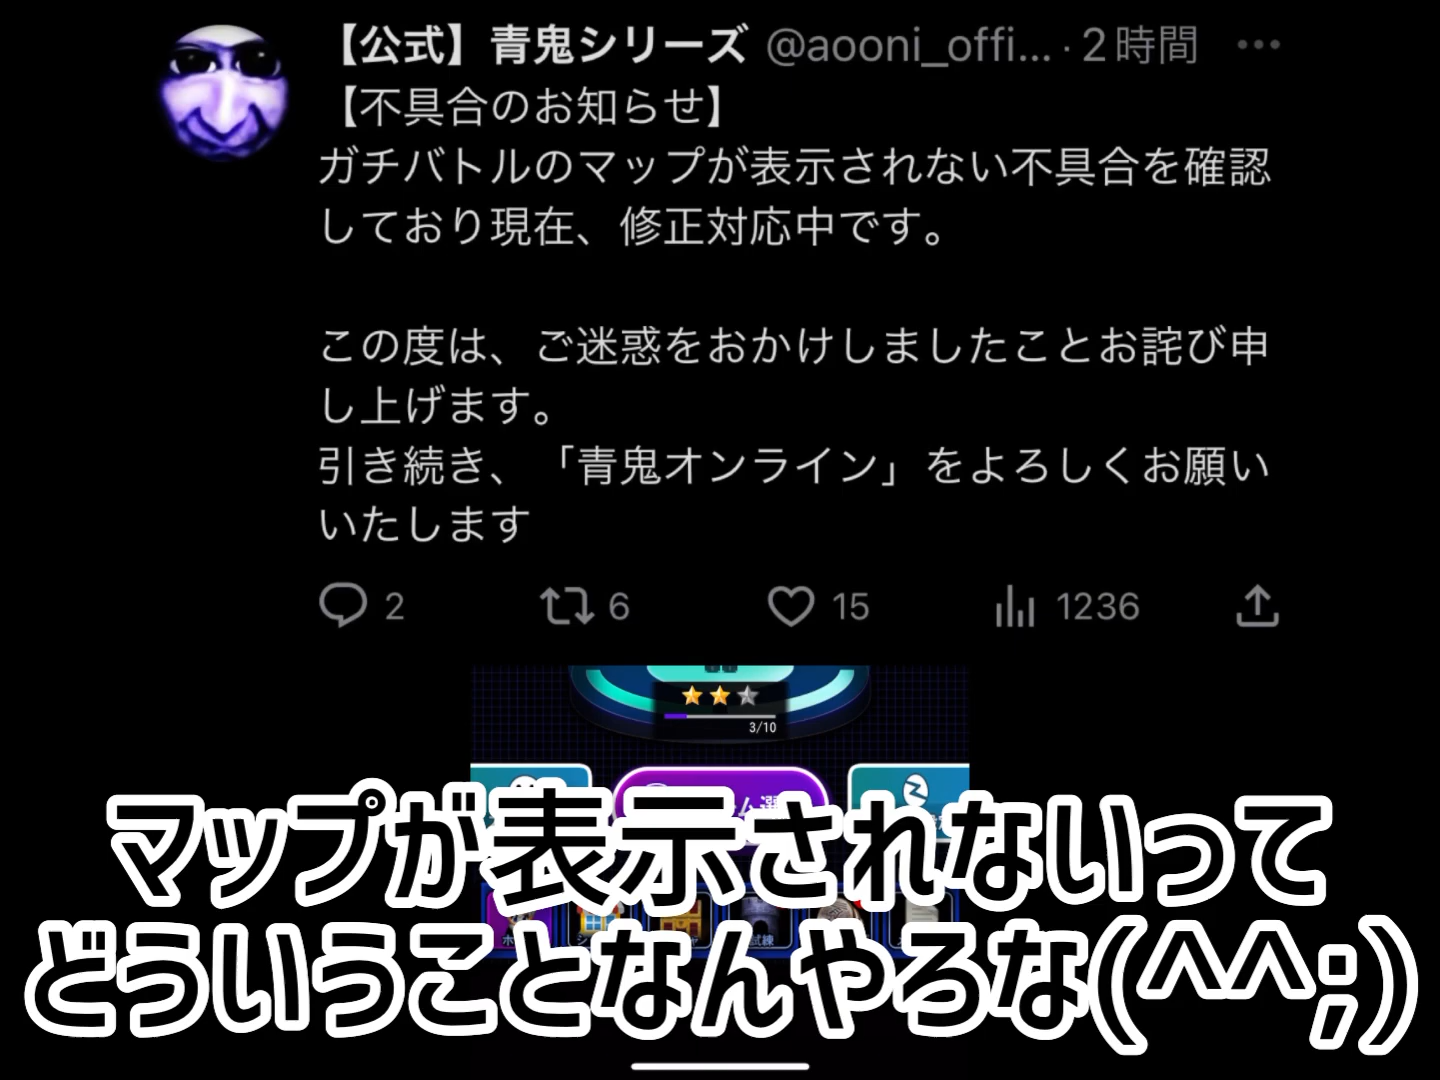 【公式】青鬼シリーズ @aooni_offi... · 2時間
【不具合のお知らせ】
ガチバトルのマップが表示されない不具合を確認
しており現在、修正対応中です。
この度は、ご迷惑をおかけしましたことお詫び申
し上げます。
引き続き、「青鬼オンライン」をよろしくお願い
いたします
2 6 15 1236
3/10
マップが表示されないって
試練
どういうことなんやろな(^^;)